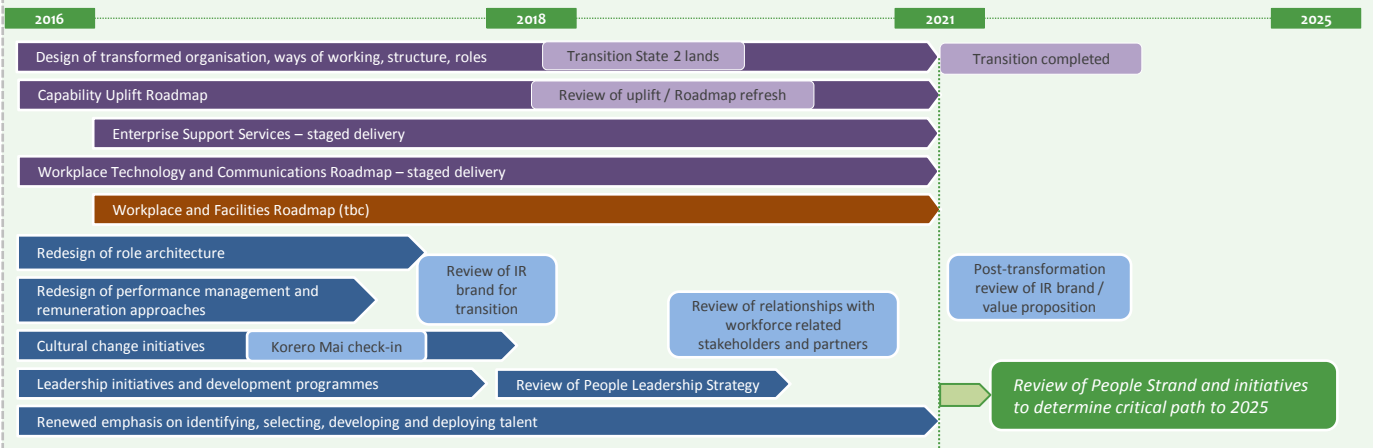 2016
2018
2021
2025
Design of transformed organisation, ways of working, structure, roles
Transition State 2 lands
Transition completed
Capability Uplift Roadmap
Review of uplift / Roadmap refresh
Enterprise Support Services – staged delivery
Workplace Technology and Communications Roadmap – staged delivery
Workplace and Facilities Roadmap (tbc)
Redesign of role architecture
Review of IR
brand for
transition
Post-transformation
review of IR brand /
value proposition
Redesign of performance management and
remuneration approaches
Review of relationships with
workforce related
stakeholders and partners
Cultural change initiatives
Korero Mai check-in
Leadership initiatives and development programmes
Review of People Leadership Strategy
Review of People Strand and initiatives
to determine critical path to 2025
Renewed emphasis on identifying, selecting, developing and deploying talent